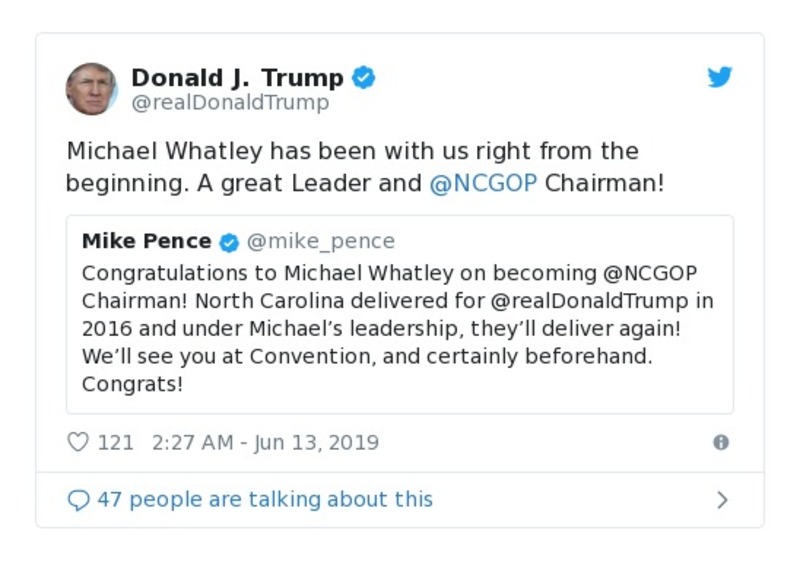 Donald J. Trump
@realDonaldTrump
Michael Whatley has been with us right from the
beginning. A great Leader and @NCGOP Chairman!
Mike Pence @mike_pence
Congratulations to Michael Whatley on becoming @NCGOP
Chairman! North Carolina delivered for @realDonaldTrump in
2016 and under Michael’s leadership, they’ll deliver again!
We’ll see you at Convention, and certainly beforehand.
Congrats!
121 2:27 AM - Jun 13, 2019
47 people are talking about this